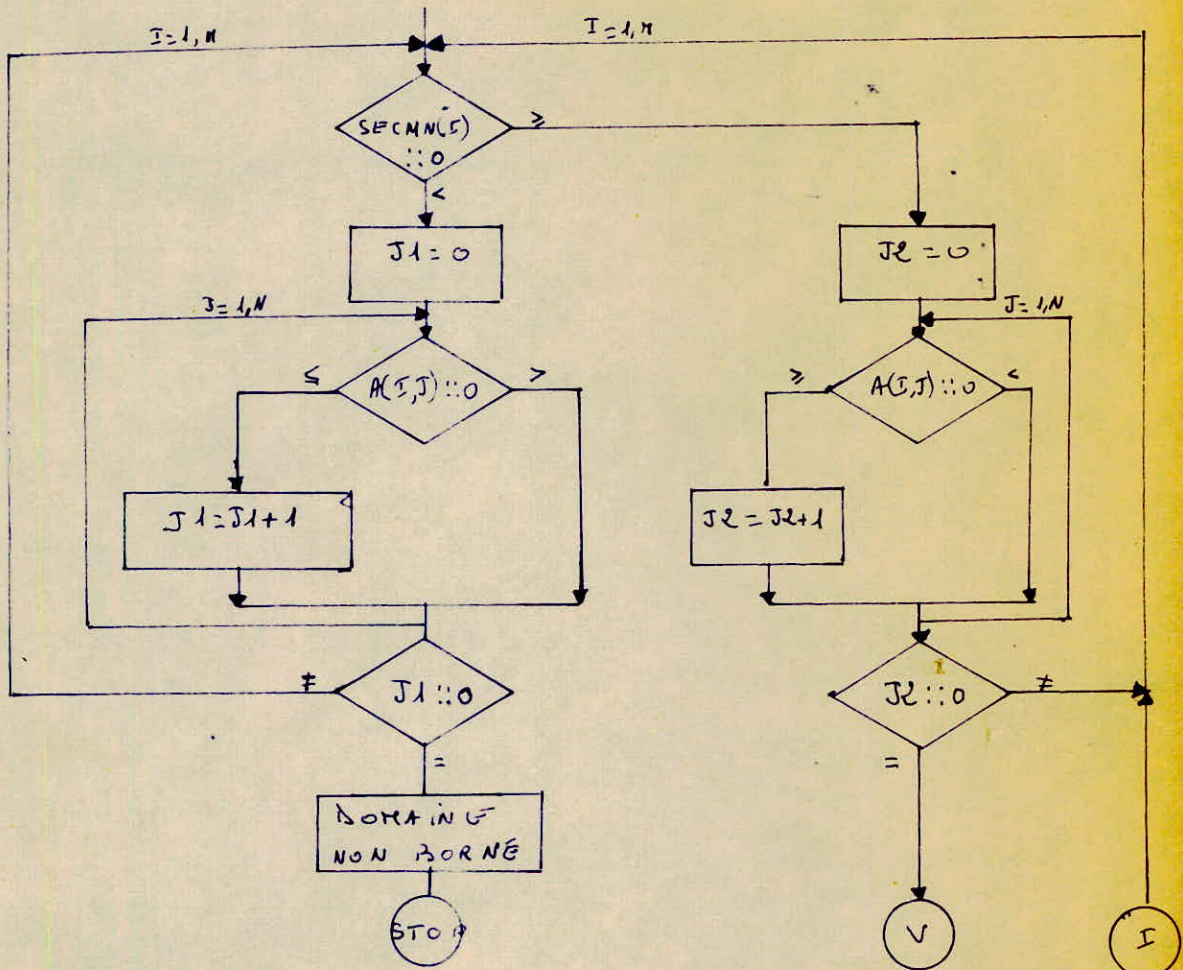 I=1,M
I=1,M
SECMN(I)
::0
≥
<
J1=0
J2=0
J=1,N
J=1,N
≤
A(I,J)::0
>
≥
A(I,J)::0
<
J1=J1+1
J2=J2+1
≠
J1::0
J2::0
≠
=
=
DOMAINE
NON BORNÉ
STOP
V
I